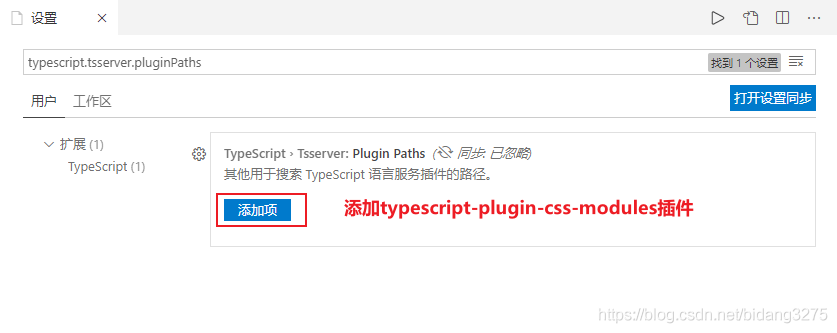 设置
typescript.tsserver.pluginPaths
找到 1 个设置
用户 工作区
打开设置同步
扩展 (1)
TypeScript (1)
TypeScript › Tsserver: Plugin Paths (同步: 已忽略)
其他用于搜索 TypeScript 语言服务插件的路径。
添加项
添加typescript-plugin-css-modules插件
https://blog.csdn.net/bidang3275